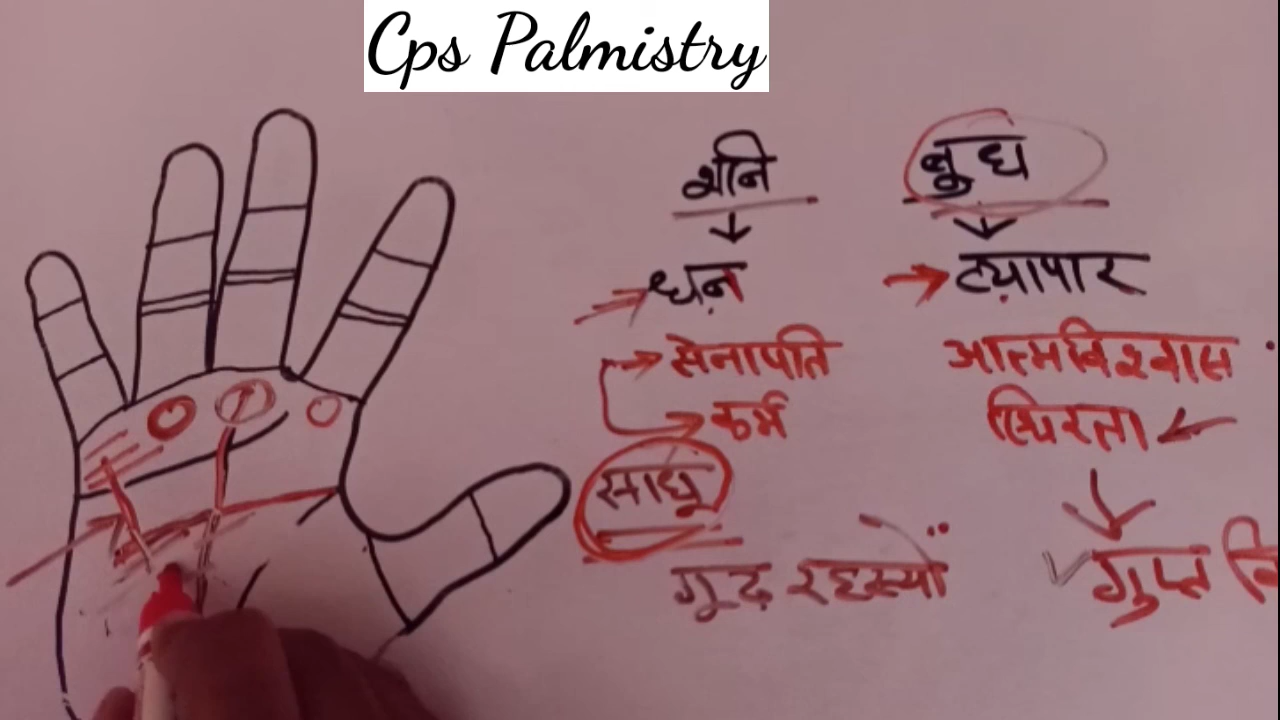 Cps Palmistry
शनि
बुध
धन
व्यापार
सेनापति
आत्मविश्वास
कर्म
स्थिरता
साधु
गूढ़ रहस्यों
गुप्त